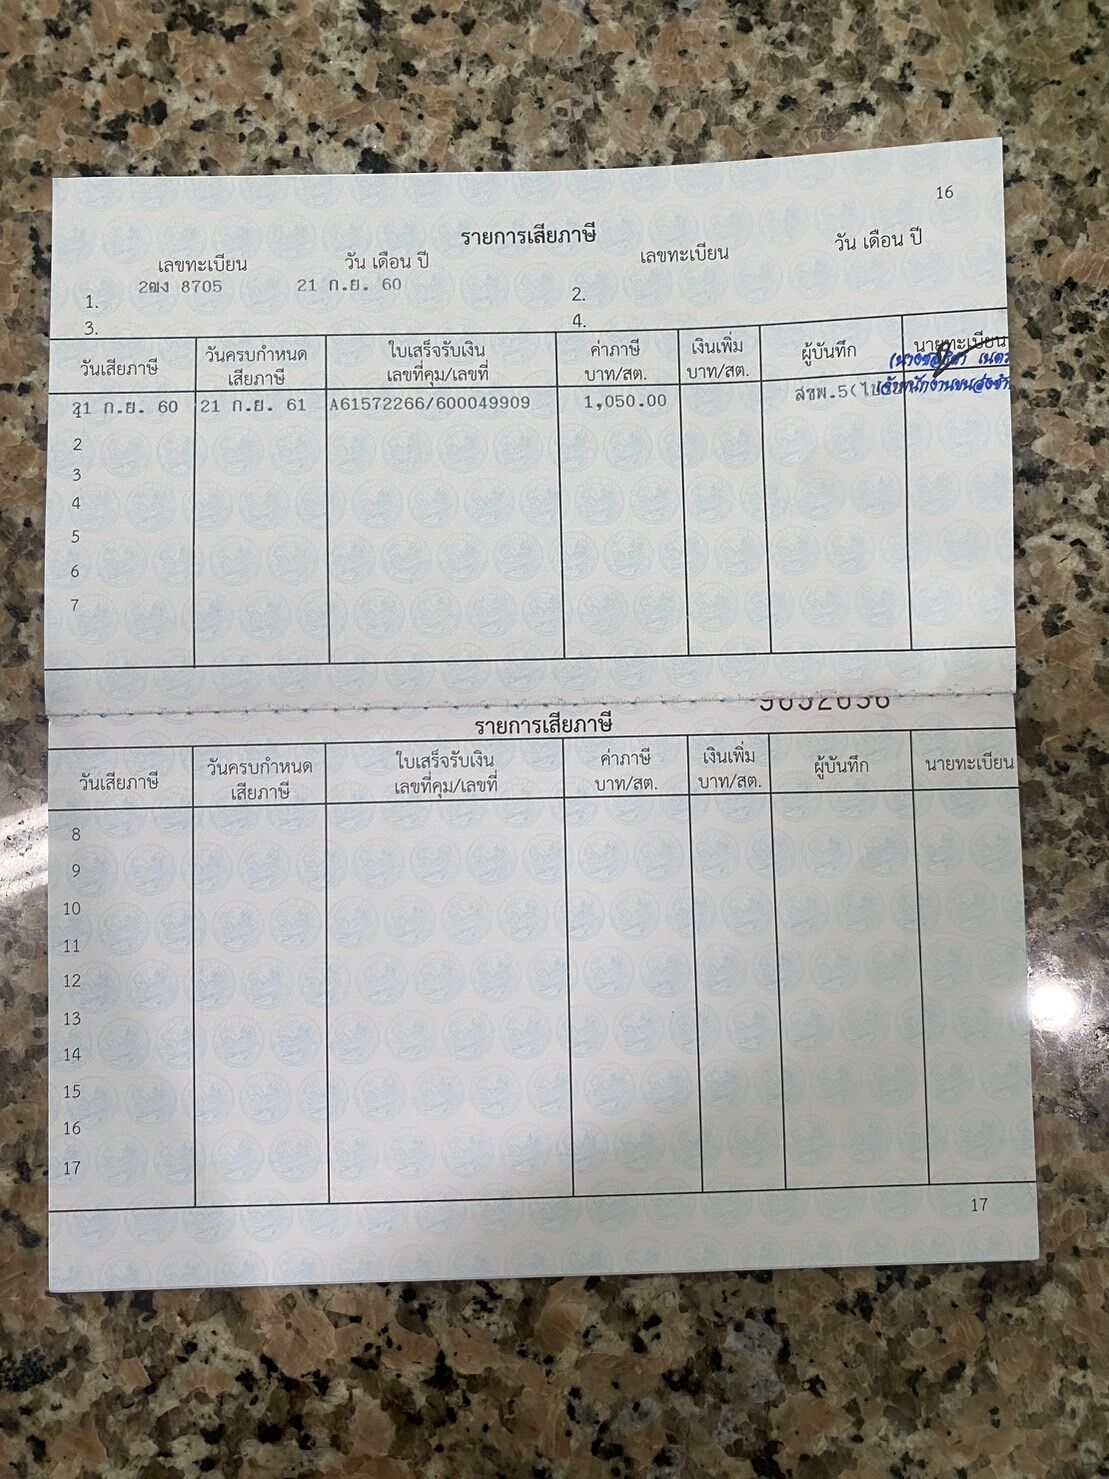 16
รายการเสียภาษี
เลขทะเบียน วัน เดือน ปี เลขทะเบียน วัน เดือน ปี
1. 2ฒง 8705 21 ก.ย. 60 2.
3. 4.
วันเสียภาษี วันครบกำหนด เสียภาษี ใบเสร็จรับเงิน เลขที่คุม/เลขที่ ค่าภาษี บาท/สต. เงินเพิ่ม บาท/สต. ผู้บันทึก นายทะเบียน
21 ก.ย. 60 21 ก.ย. 61 A61572266/600049909 1,050.00 สขพ.5(
2
3
4
5
6
7
รายการเสียภาษี
วันเสียภาษี วันครบกำหนด เสียภาษี ใบเสร็จรับเงิน เลขที่คุม/เลขที่ ค่าภาษี บาท/สต. เงินเพิ่ม บาท/สต. ผู้บันทึก นายทะเบียน
8
9
10
11
12
13
14
15
16
17
17